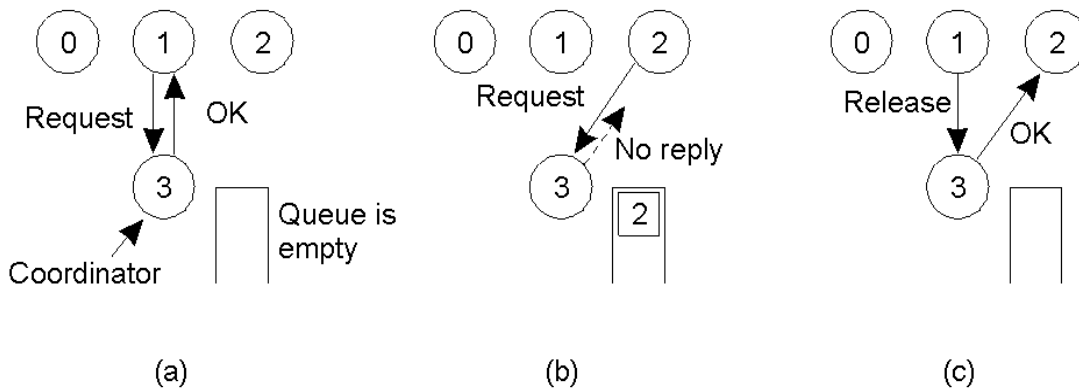 0 1 2
Request
OK
3
Queue is
empty
Coordinator
(a)
0 1 2
Request
No reply
3
2
(b)
0 1 2
Release
OK
3
(c)